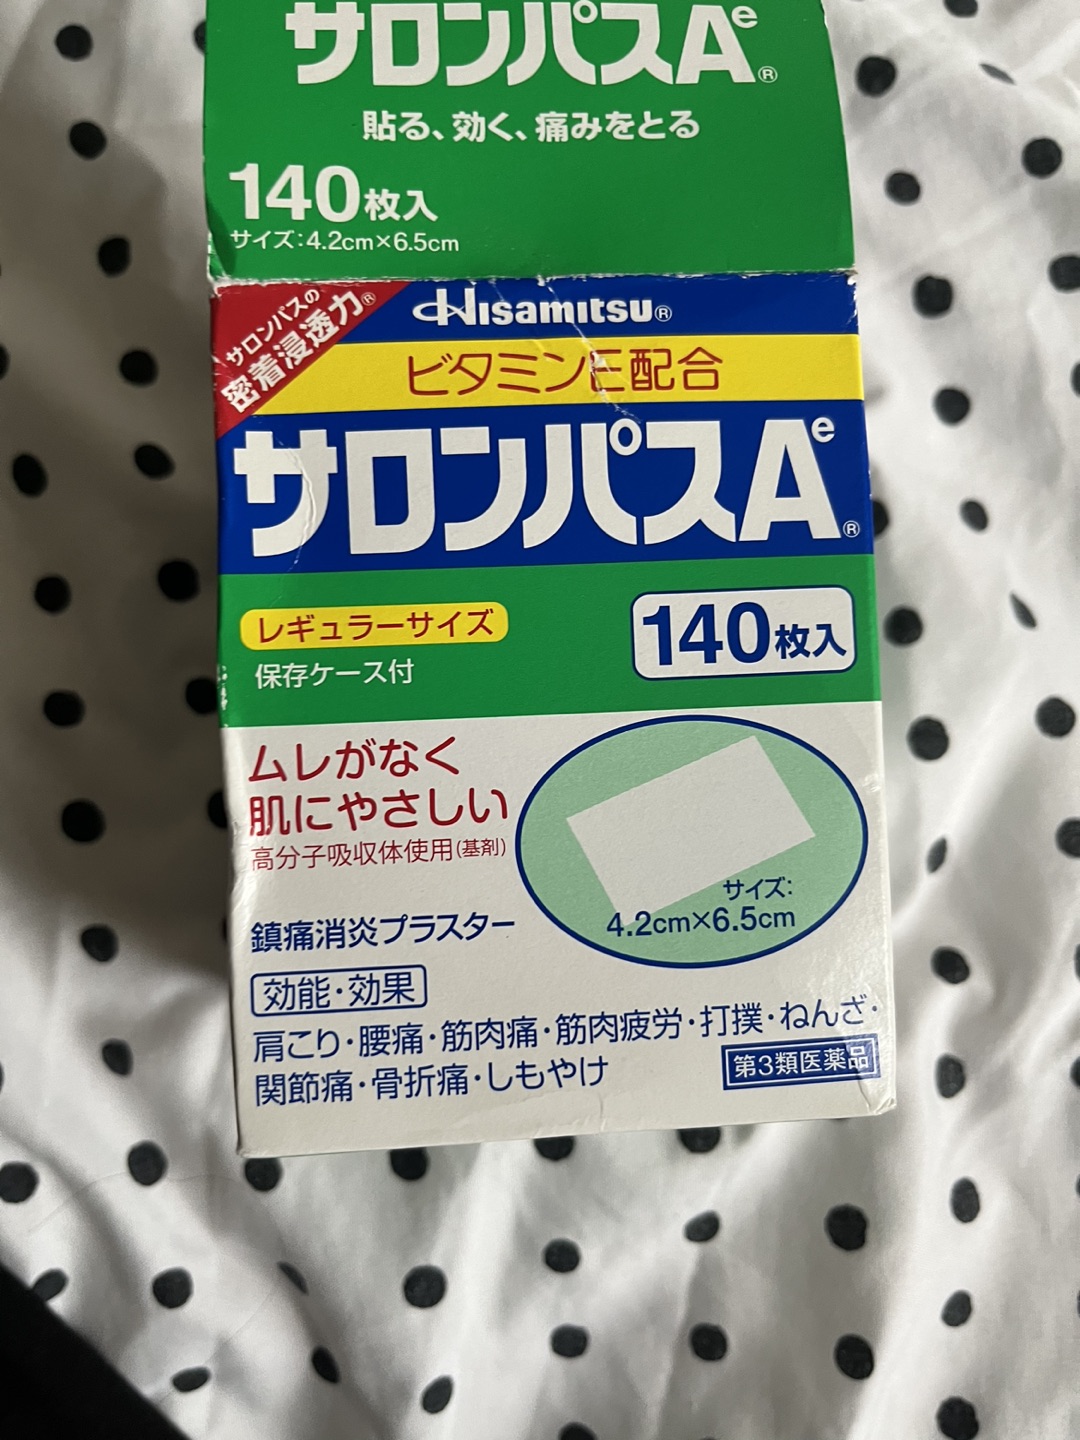 サロンパスAe®
貼る、効く、痛みをとる
140枚入
サイズ:4.2cm×6.5cm
サロンパスの
密着浸透力®
Hisamitsu®
ビタミンE配合
サロンパスAe®
レギュラーサイズ
140枚入
保存ケース付
ムレがなく
肌にやさしい
高分子吸収体使用(基剤)
サイズ:
4.2cm×6.5cm
鎮痛消炎プラスター
効能・効果
肩こり・腰痛・筋肉痛・筋肉疲労・打撲・ねんざ・
関節痛・骨折痛・しもやけ
第3類医薬品